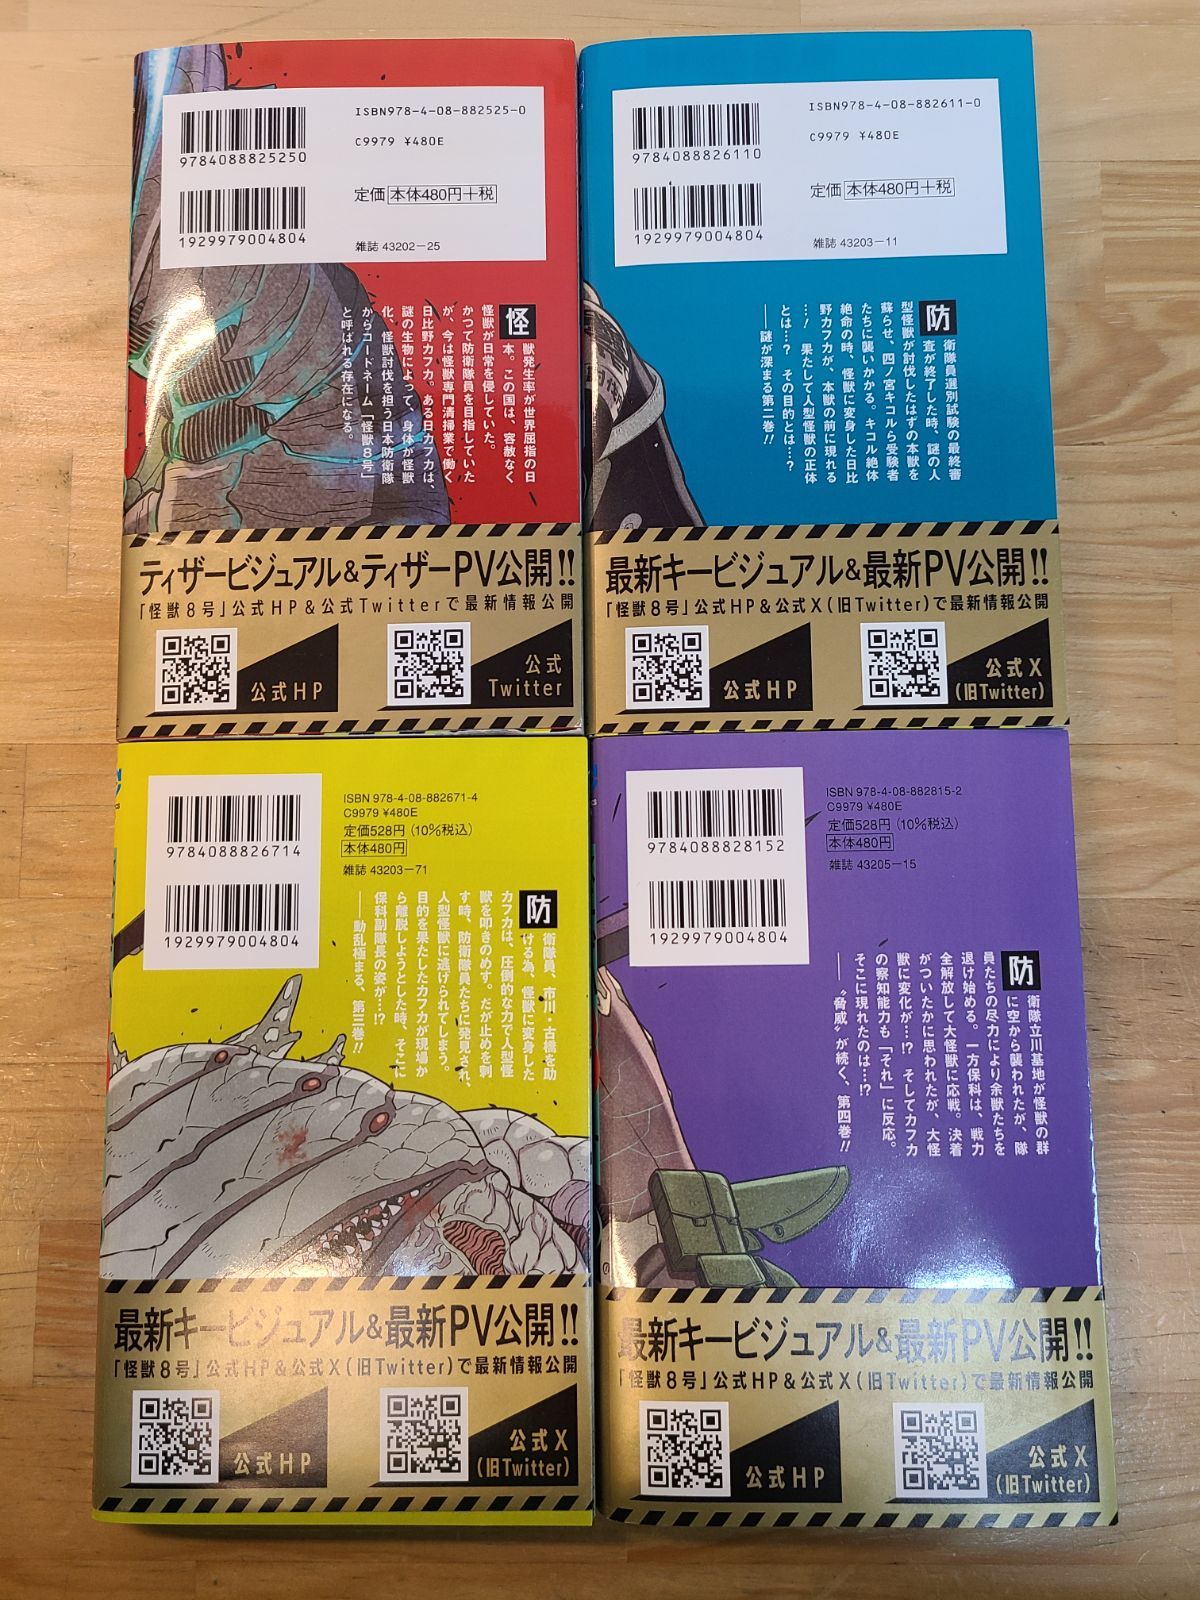 ISBN978-4-08-882525-0
C9979 ¥480E
9784088825250
定価 本体480円+税
1929979004804
雑誌 43202-25
怪獣発生率が世界屈指の日
本。この国は、容赦なく
怪獣が日常を侵していた。
かつて防衛隊員を目指していた
が、今は怪獣専門清掃業で働く
日比野カフカ。ある日カフカは、
謎の生物によって、身体が怪獣
化、怪獣討伐を担う日本防衛隊
からコードネーム「怪獣8号」
と呼ばれる存在になる。
ティザービジュアル&ティザーPV公開!!
「怪獣8号」公式HP&公式Twitterで最新情報公開
公式HP
公式
Twitter
ISBN978-4-08-882611-0
C9979 ¥480E
9784088826110
定価 本体480円+税
1929979004804
雑誌 43203-11
防衛隊員選別試験の最終審
査が終了した時、謎の人
型怪獣が討伐したはずの本獣を
蘇らせ、四ノ宮キコルら受験者
たちに襲いかかる。キコル絶体
絶命の時、怪獣に変身した日比
野カフカが、本獣の前に現れる
…! 果たして人型怪獣の正体
とは…? その目的とは…?
――謎が深まる第二巻!!
最新キービジュアル&最新PV公開!!
「怪獣8号」公式HP&公式X(旧Twitter)で最新情報公開
公式HP
公式X
(旧Twitter)
ISBN 978-4-08-882671-4
C9979 ¥480E
定価528円(10%税込)
本体480円
9784088826714
雑誌 43203-71
1929979004804
防衛隊員、市川・古橋を助
ける為、怪獣に変身した
カフカは、圧倒的な力で人型怪
獣を叩きのめす。だが止めを刺
す時、防衛隊員たちに発見され、
人型怪獣に逃げられてしまう。
目的を果たしたカフカが現場か
ら離脱しようとした時、そこに
保科副隊長の姿が…!?
――動乱極まる、第三巻!!
最新キービジュアル&最新PV公開!!
「怪獣8号」公式HP&公式X(旧Twitter)で最新情報公開
公式HP
公式X
(旧Twitter)
ISBN 978-4-08-882815-2
C9979 ¥480E
定価528円(10%税込)
本体480円
9784088828152
雑誌 43205-15
1929979004804
防衛隊立川基地が怪獣の群
に空から襲われたが、隊
員たちの尽力により余獣たちを
退け始める。一方保科は、戦力
全解放して大怪獣に応戦。決着
がついたかに思われたが、大怪
獣に変化が…!? そしてカフカ
の察知能力も「それ」に反応。
そこに現れたのは…!?
――“脅威”が続く、第四巻!!
最新キービジュアル&最新PV公開!!
「怪獣8号」公式HP&公式X(旧Twitter)で最新情報公開
公式HP
公式X
(旧Twitter)